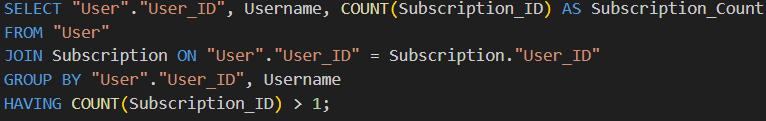 SELECT "User"."User_ID", Username, COUNT(Subscription_ID) AS Subscription_Count
FROM "User"
JOIN Subscription ON "User"."User_ID" = Subscription."User_ID"
GROUP BY "User"."User_ID", Username
HAVING COUNT(Subscription_ID) > 1;